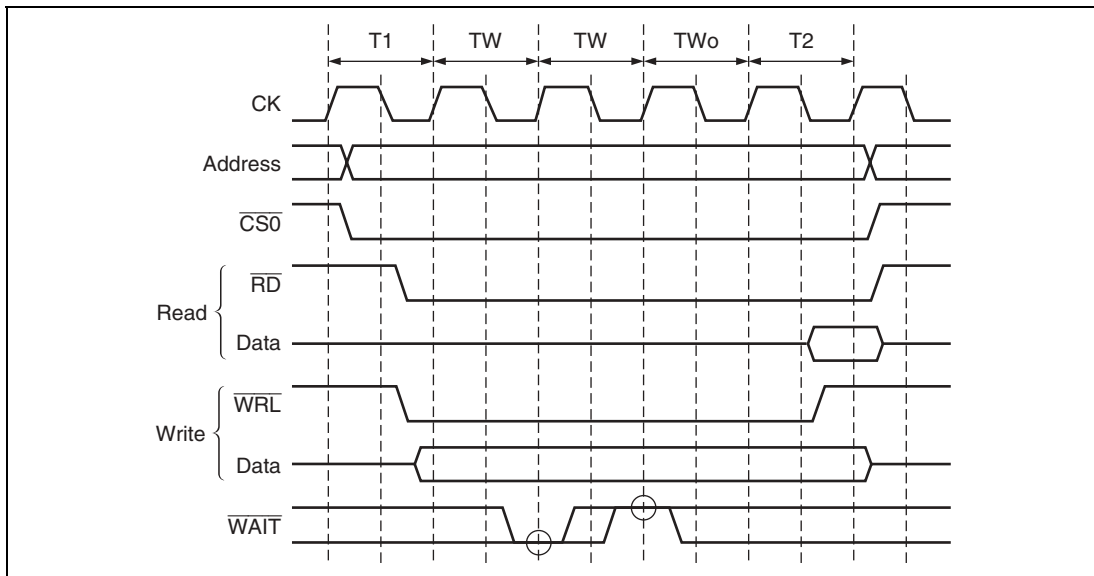 T1 TW TW TWo T2
CK
Address
CS0
RD
Read
Data
WRL
Write
Data
WAIT